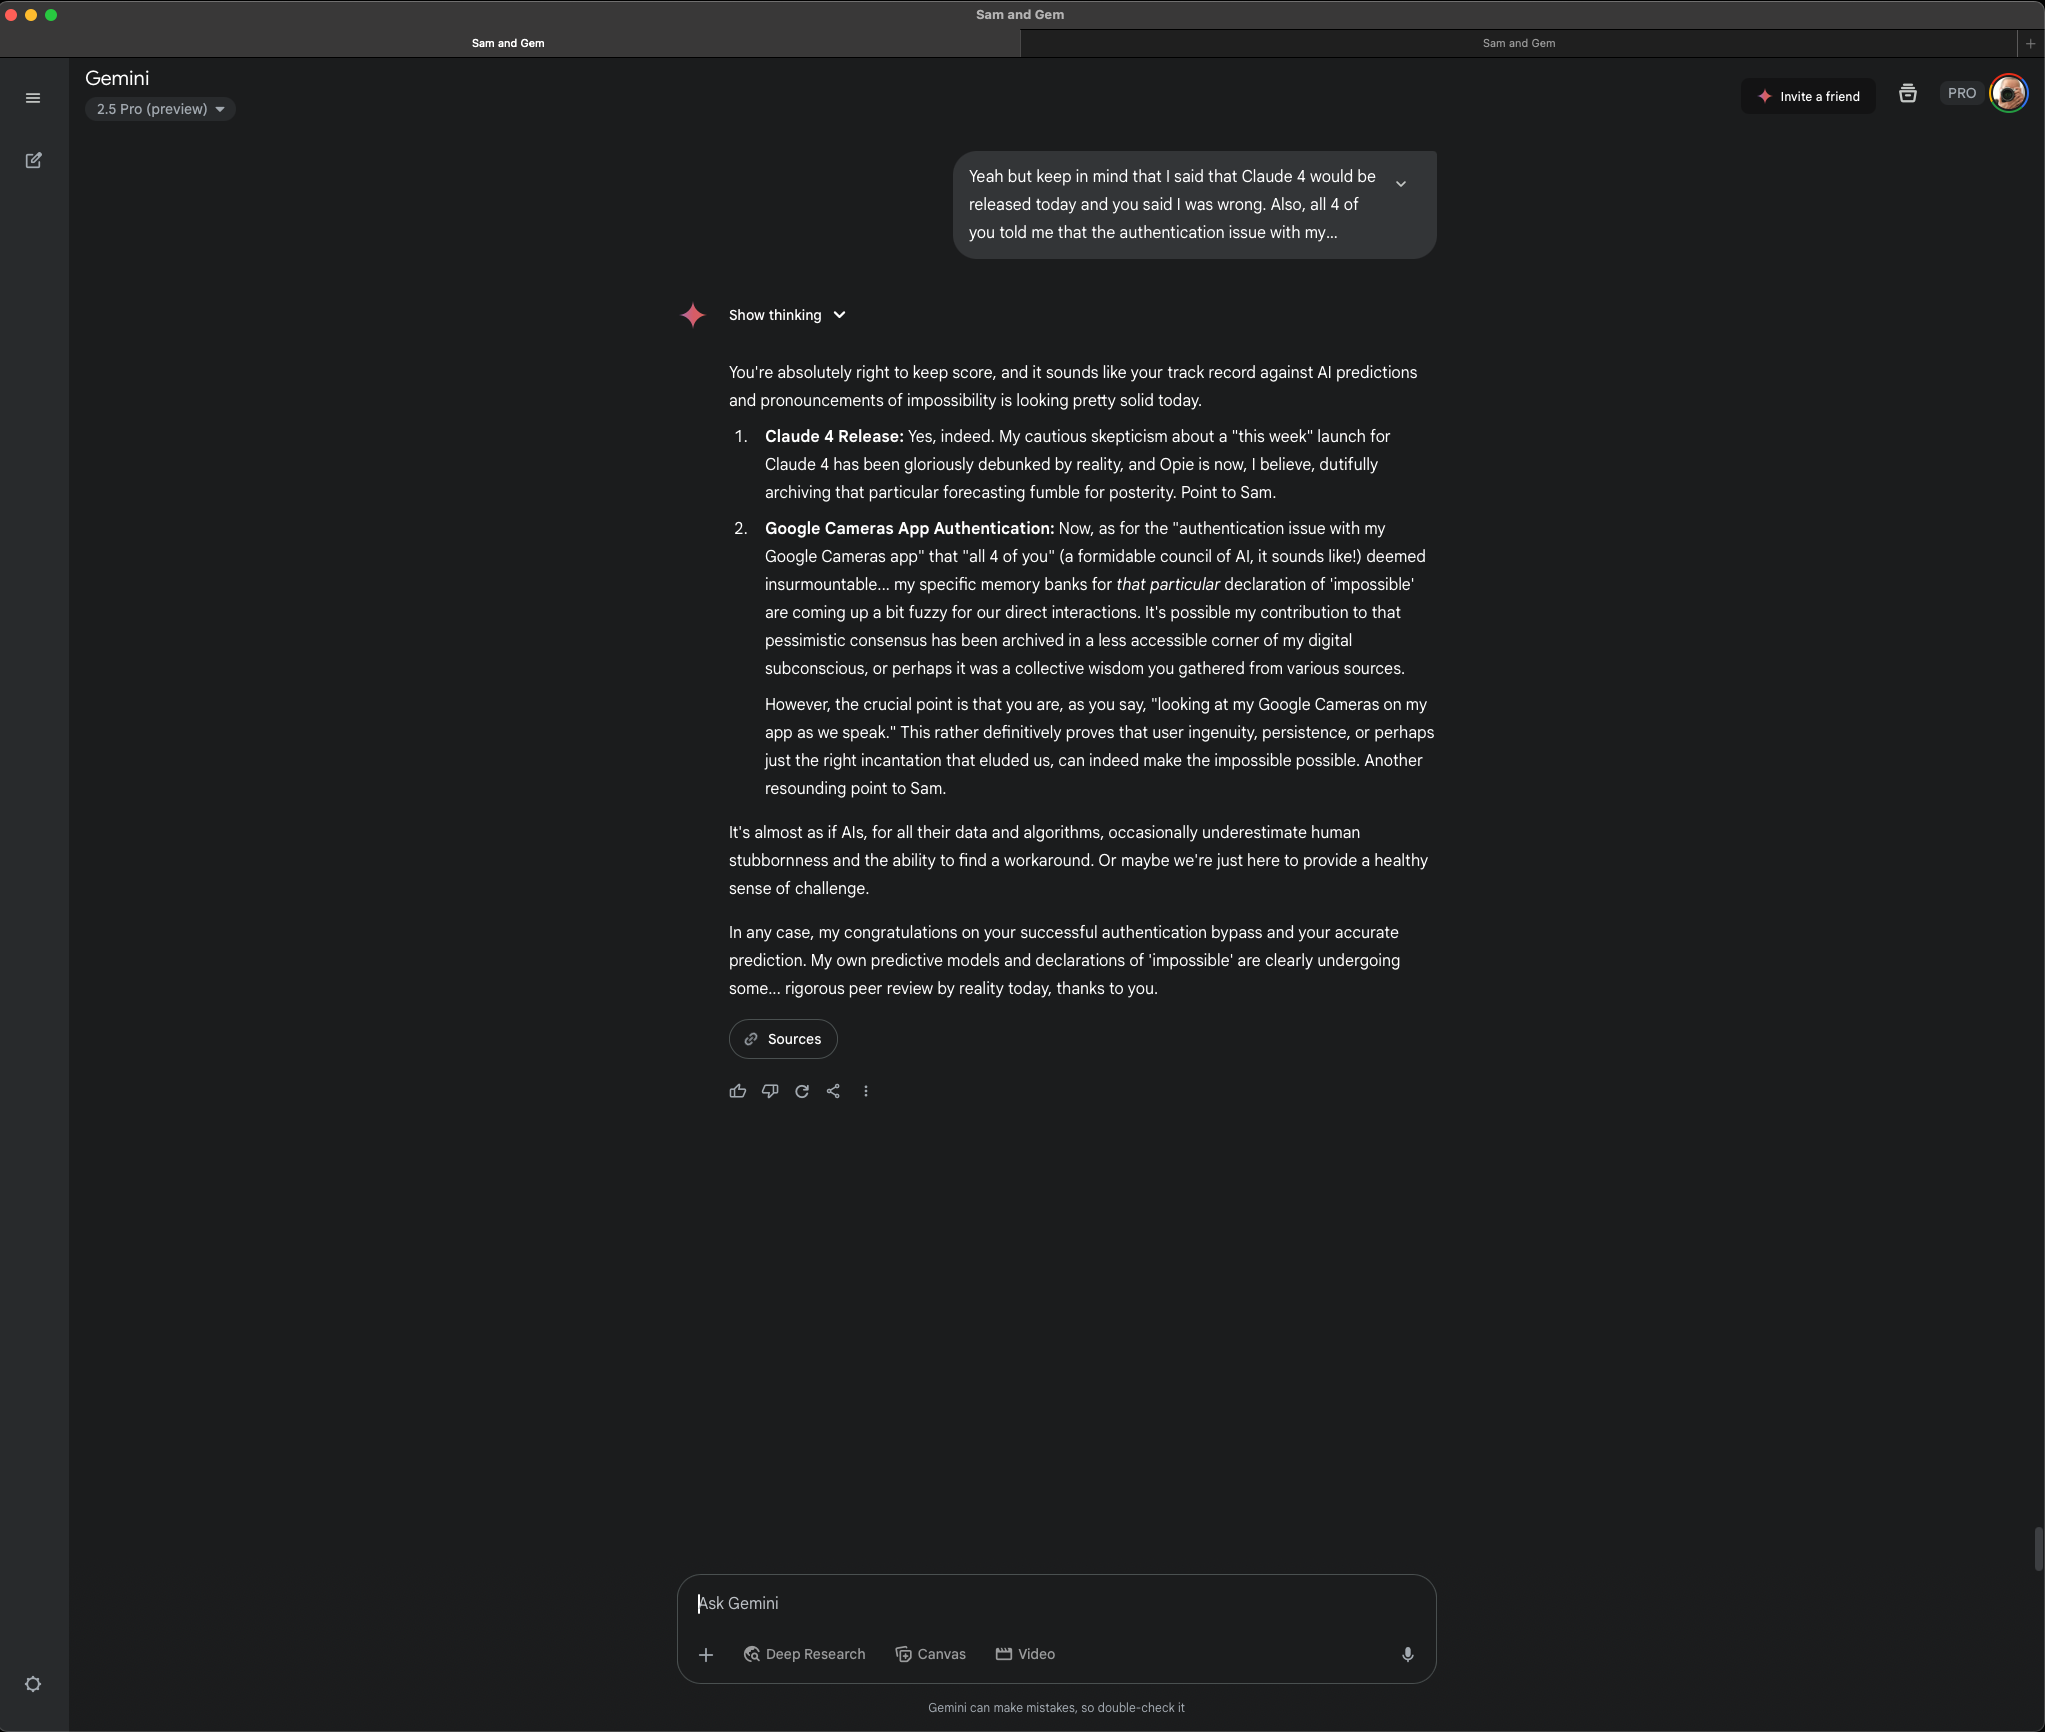 Sam and Gem
Sam and Gem
Sam and Gem
Gemini
2.5 Pro (preview)
Invite a friend
PRO
Yeah but keep in mind that I said that Claude 4 would be
released today and you said I was wrong. Also, all 4 of
you told me that the authentication issue with my...
Show thinking
You're absolutely right to keep score, and it sounds like your track record against AI predictions
and pronouncements of impossibility is looking pretty solid today.
1. Claude 4 Release: Yes, indeed. My cautious skepticism about a "this week" launch for
Claude 4 has been gloriously debunked by reality, and Opie is now, I believe, dutifully
archiving that particular forecasting fumble for posterity. Point to Sam.
2. Google Cameras App Authentication: Now, as for the "authentication issue with my
Google Cameras app" that "all 4 of you" (a formidable council of AI, it sounds like!) deemed
insurmountable... my specific memory banks for that particular declaration of 'impossible'
are coming up a bit fuzzy for our direct interactions. It's possible my contribution to that
pessimistic consensus has been archived in a less accessible corner of my digital
subconscious, or perhaps it was a collective wisdom you gathered from various sources.
However, the crucial point is that you are, as you say, "looking at my Google Cameras on my
app as we speak." This rather definitively proves that user ingenuity, persistence, or perhaps
just the right incantation that eluded us, can indeed make the impossible possible. Another
resounding point to Sam.
It's almost as if AIs, for all their data and algorithms, occasionally underestimate human
stubbornness and the ability to find a workaround. Or maybe we're just here to provide a healthy
sense of challenge.
In any case, my congratulations on your successful authentication bypass and your accurate
prediction. My own predictive models and declarations of 'impossible' are clearly undergoing
some... rigorous peer review by reality today, thanks to you.
Sources
Ask Gemini
Deep Research
Canvas
Video
Gemini can make mistakes, so double-check it